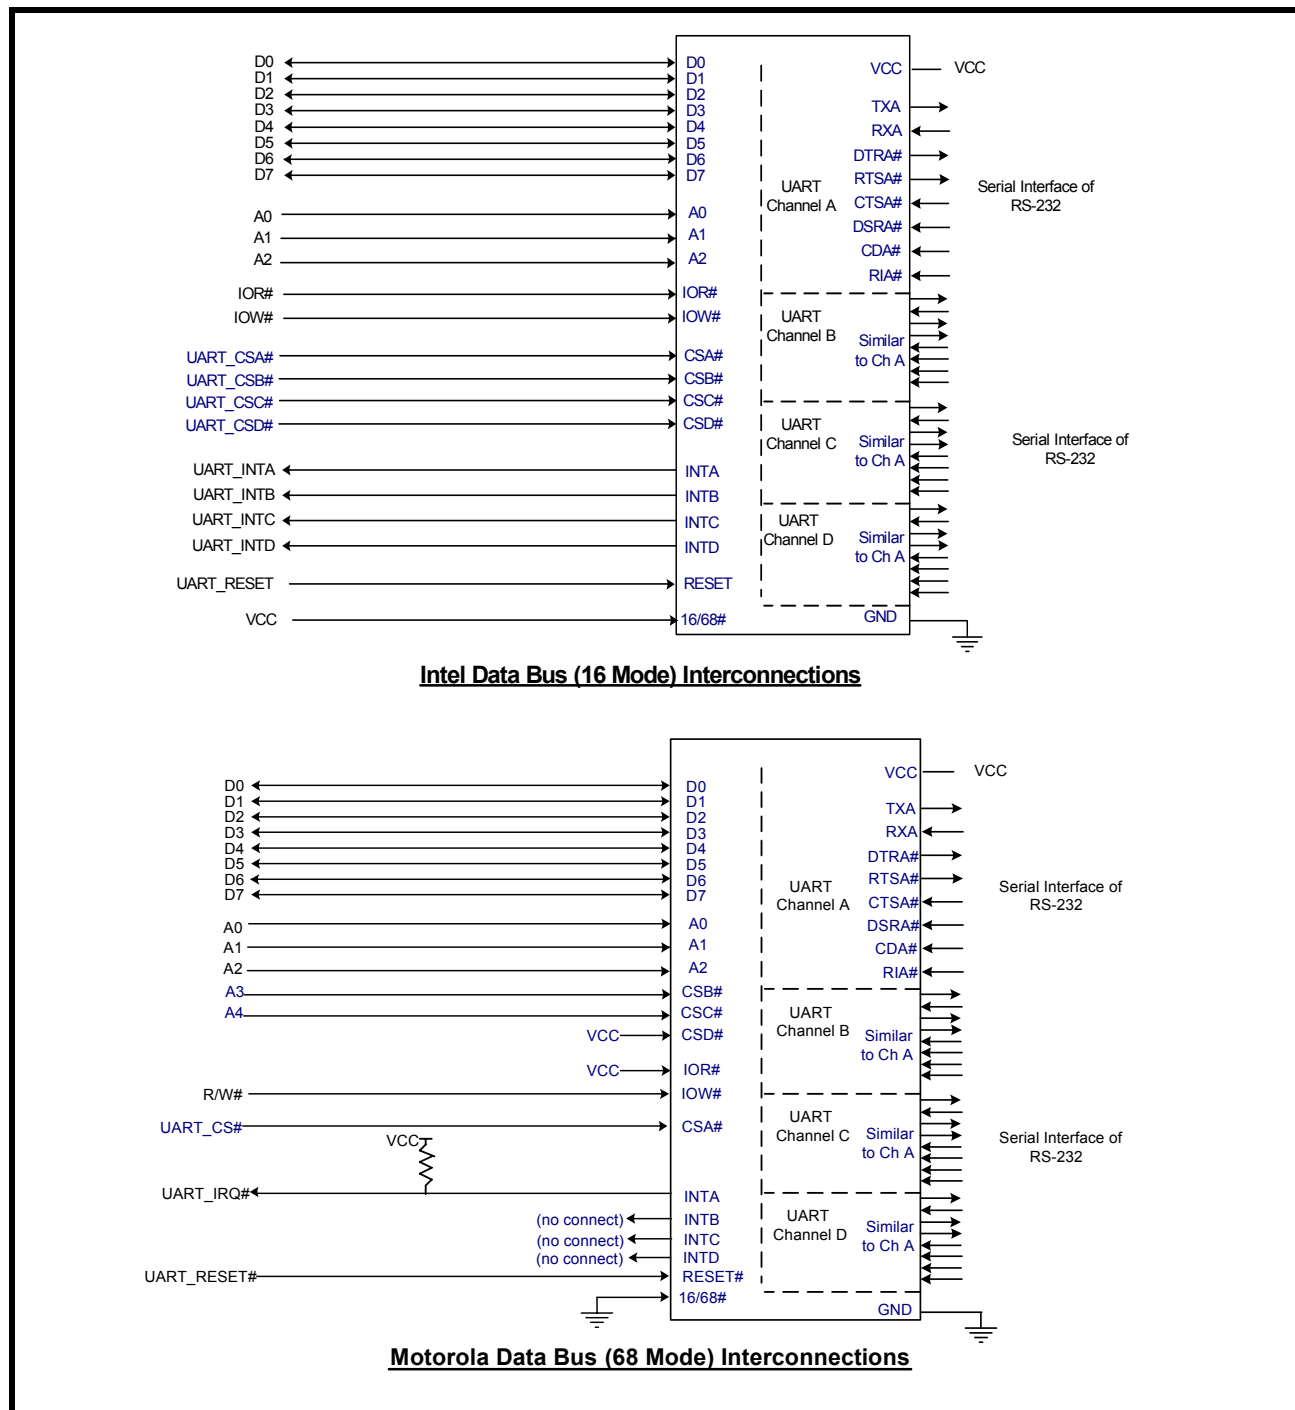 D0 D0
D1 D1
D2 D2
D3 D3
D4 D4
D5 D5
D6 D6
D7 D7
A0 A0
A1 A1
A2 A2
IOR# IOR#
IOW# IOW#
UART_CSA# CSA#
UART_CSB# CSB#
UART_CSC# CSC#
UART_CSD# CSD#
UART_INTA INTA
UART_INTB INTB
UART_INTC INTC
UART_INTD INTD
UART_RESET RESET
VCC 16/68#
UART
Channel A
UART
Channel B
UART
Channel C
UART
Channel D
VCC VCC
TXA
RXA
DTRA#
RTSA#
CTSA#
DSRA#
CDA#
RIA#
Similar
to Ch A
Similar
to Ch A
Similar
to Ch A
GND
Serial Interface of
RS-232
Serial Interface of
RS-232
Intel Data Bus (16 Mode) Interconnections
D0 D0
D1 D1
D2 D2
D3 D3
D4 D4
D5 D5
D6 D6
D7 D7
A0 A0
A1 A1
A2 A2
A3 CSB#
A4 CSC#
VCC CSD#
VCC IOR#
R/W# IOW#
UART_CS# CSA#
VCC
UART_IRQ# INTA
(no connect) INTB
(no connect) INTC
(no connect) INTD
UART_RESET# RESET#
16/68#
UART
Channel A
UART
Channel B
UART
Channel C
UART
Channel D
VCC VCC
TXA
RXA
DTRA#
RTSA#
CTSA#
DSRA#
CDA#
RIA#
Similar
to Ch A
Similar
to Ch A
Similar
to Ch A
GND
Serial Interface of
RS-232
Serial Interface of
RS-232
Motorola Data Bus (68 Mode) Interconnections